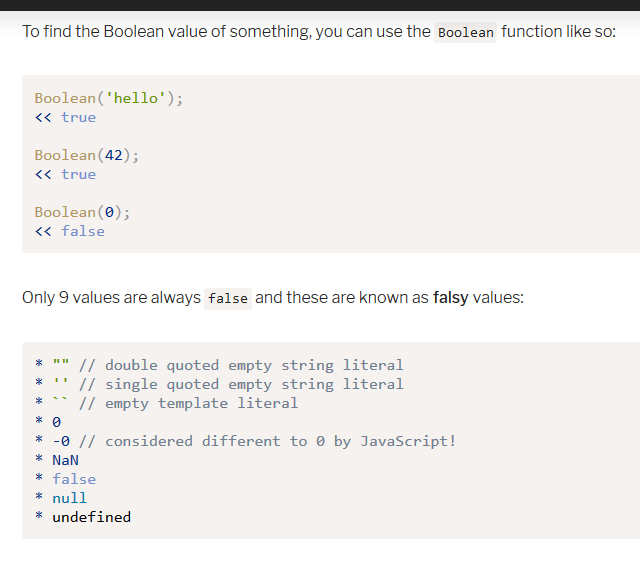 To find the Boolean value of something, you can use the Boolean function like so:
Boolean('hello');
<< true
Boolean(42);
<< true
Boolean(0);
<< false
Only 9 values are always false and these are known as falsy values:
* "" // double quoted empty string literal
* '' // single quoted empty string literal
* `` // empty template literal
* 0
* -0 // considered different to 0 by JavaScript!
* NaN
* false
* null
* undefined